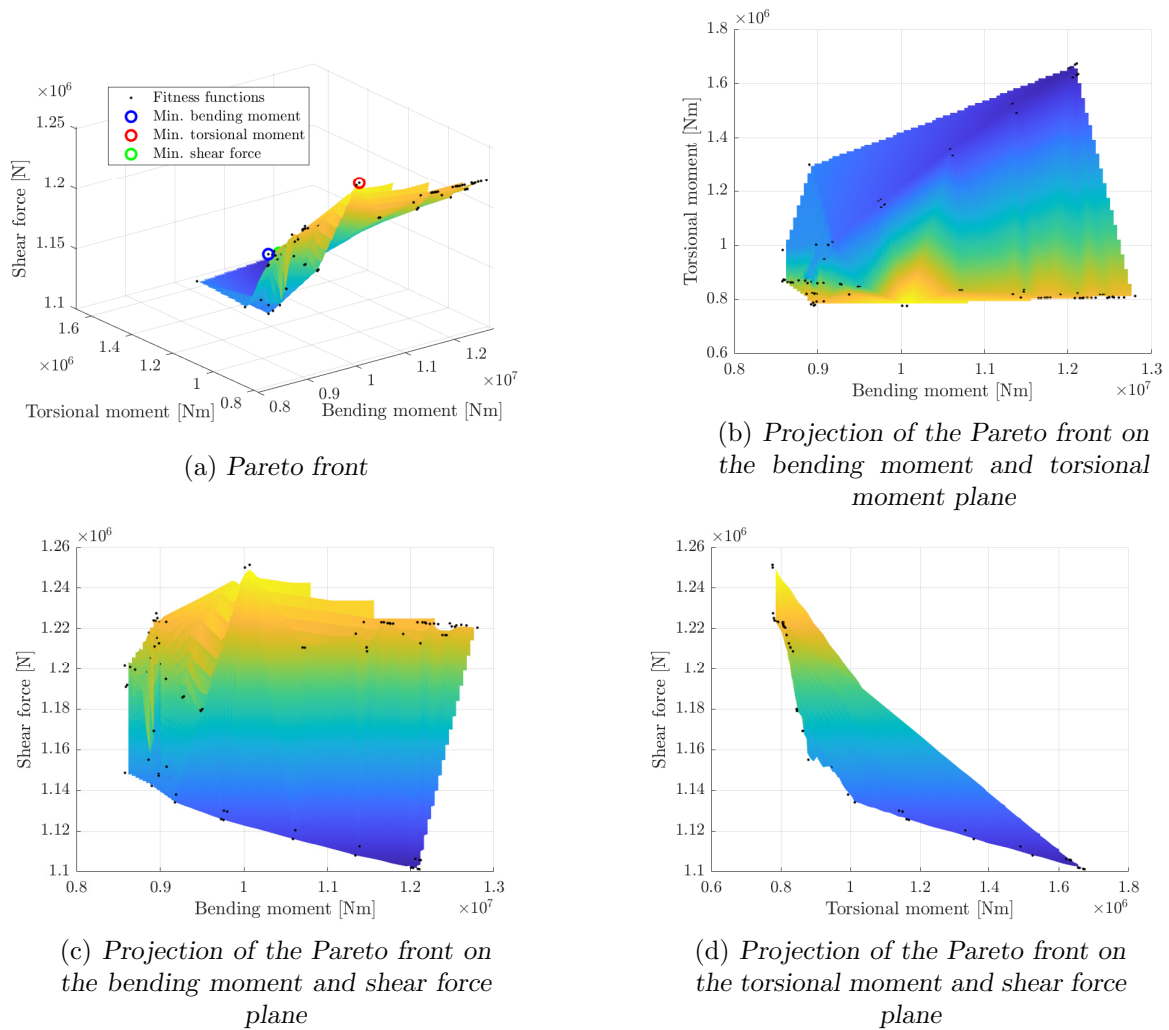 ×10⁶
1.25
1.2
1.15
1.1
Shear force [N]
Fitness functions
Min. bending moment
Min. torsional moment
Min. shear force
1.6
1.4
1.2
1
0.8
×10⁶
Torsional moment [Nm]
0.8
0.9
1
1.1
1.2
×10⁷
Bending moment [Nm]
(a) Pareto front
×10⁶
1.8
1.6
1.4
1.2
1
0.8
0.6
Torsional moment [Nm]
0.8 0.9 1 1.1 1.2 1.3
Bending moment [Nm]
×10⁷
(b) Projection of the Pareto front on
the bending moment and torsional
moment plane
×10⁶
1.26
1.24
1.22
1.2
1.18
1.16
1.14
1.12
1.1
Shear force [N]
0.8 0.9 1 1.1 1.2 1.3
Bending moment [Nm]
×10⁷
(c) Projection of the Pareto front on
the bending moment and shear force
plane
×10⁶
1.26
1.24
1.22
1.2
1.18
1.16
1.14
1.12
1.1
Shear force [N]
0.6 0.8 1 1.2 1.4 1.6 1.8
Torsional moment [Nm]
×10⁶
(d) Projection of the Pareto front on
the torsional moment and shear force
plane